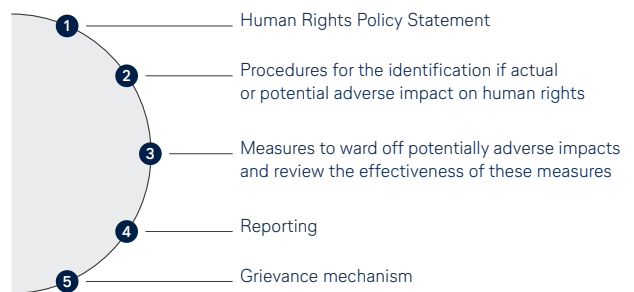 1 Human Rights Policy Statement
2 Procedures for the identification if actual
or potential adverse impact on human rights
3 Measures to ward off potentially adverse impacts
and review the effectiveness of these measures
4 Reporting
5 Grievance mechanism